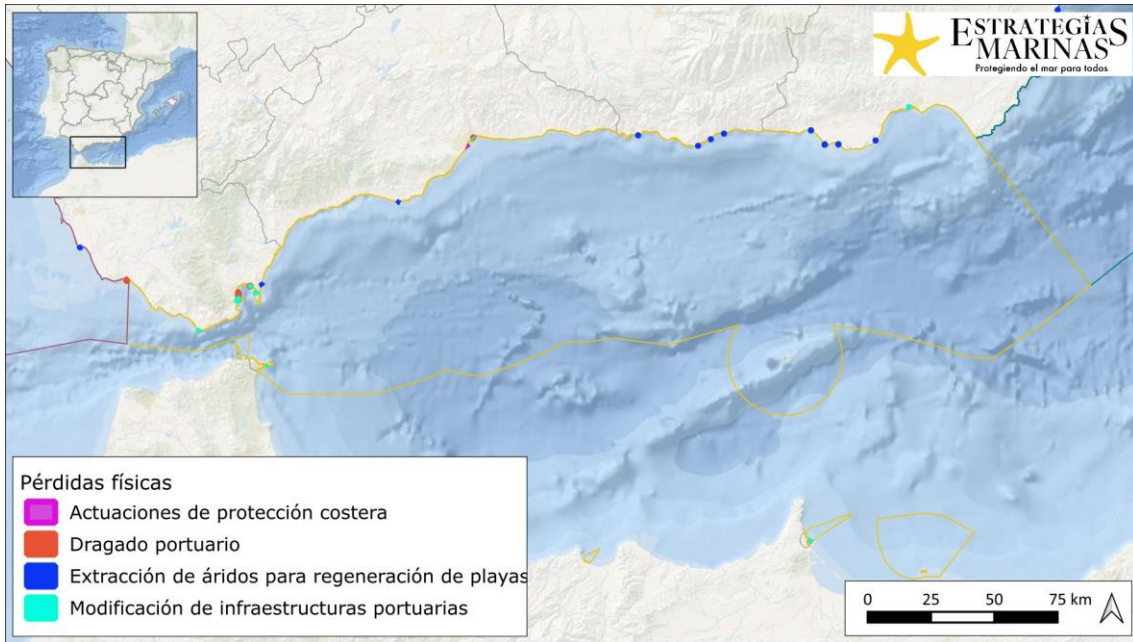 ESTRATEGIAS
MARINAS
Protegiendo el mar para todos
Pérdidas físicas
Actuaciones de protección costera
Dragado portuario
Extracción de áridos para regeneración de playas
Modificación de infraestructuras portuarias
0 25 50 75 km